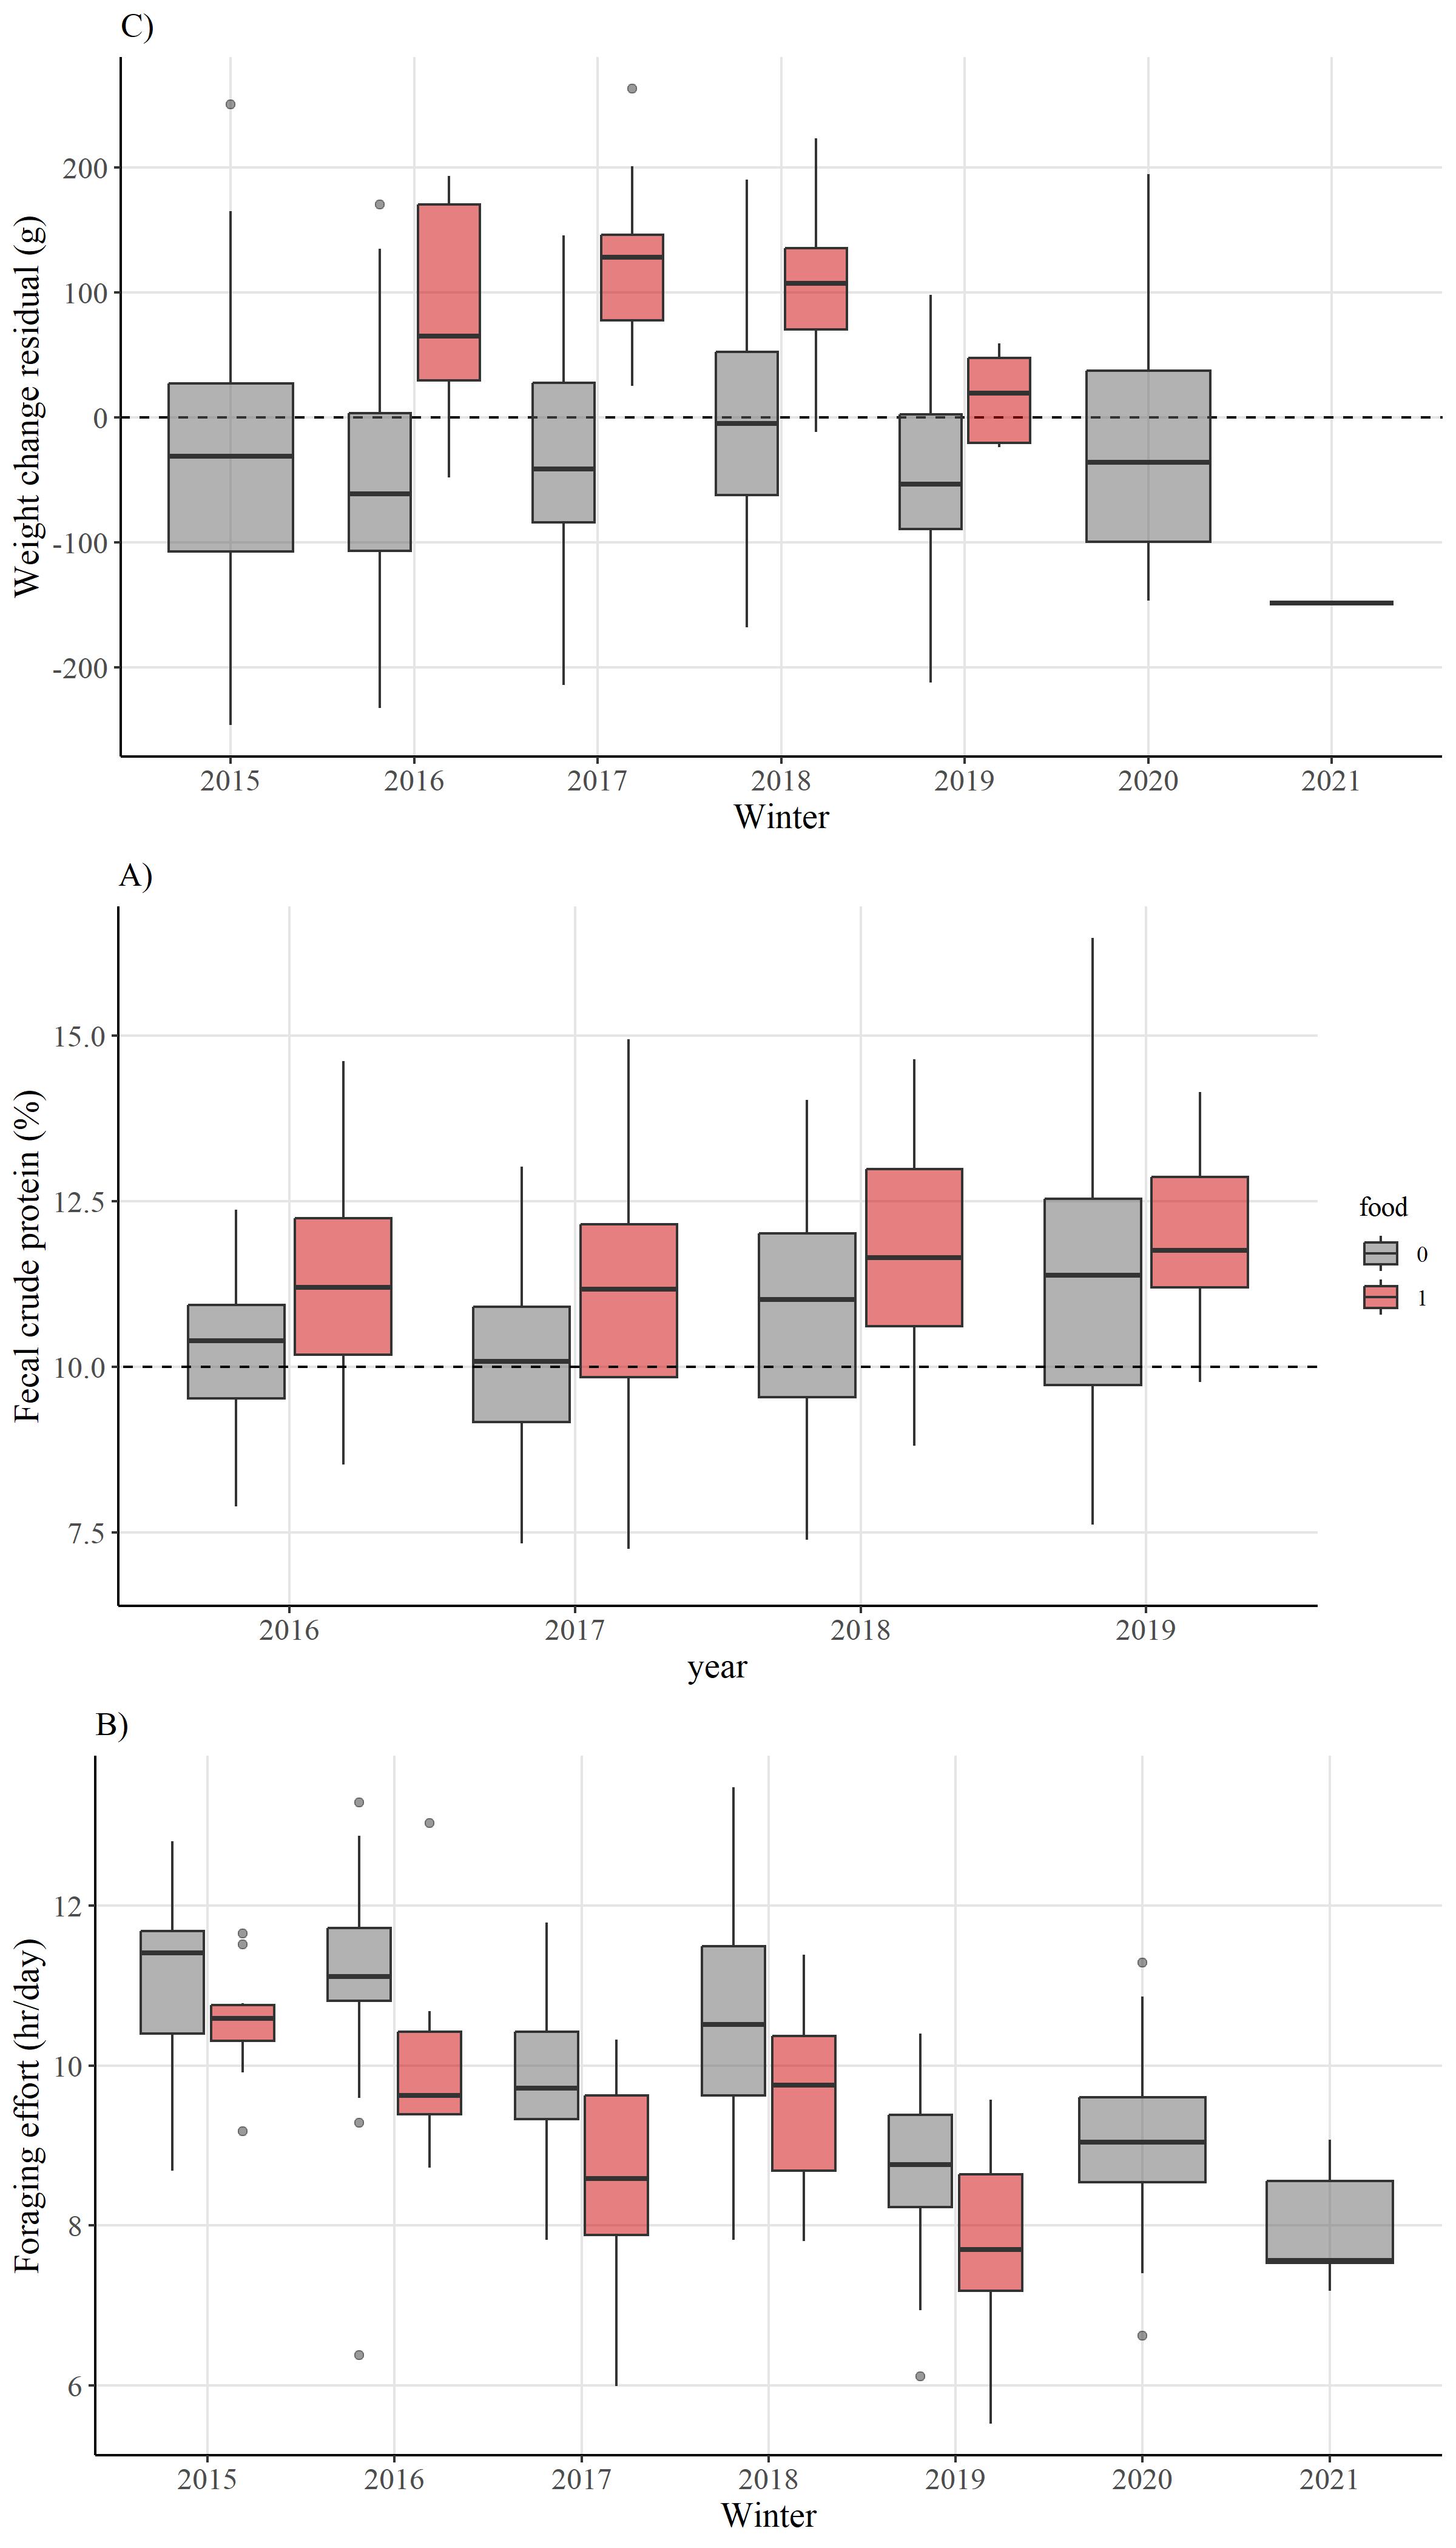 C)
Weight change residual (g)
200
100
0
-100
-200
2015 2016 2017 2018 2019 2020 2021
Winter
A)
Fecal crude protein (%)
15.0
12.5
10.0
7.5
2016 2017 2018 2019
year
food
0
1
B)
Foraging effort (hr/day)
12
10
8
6
2015 2016 2017 2018 2019 2020 2021
Winter